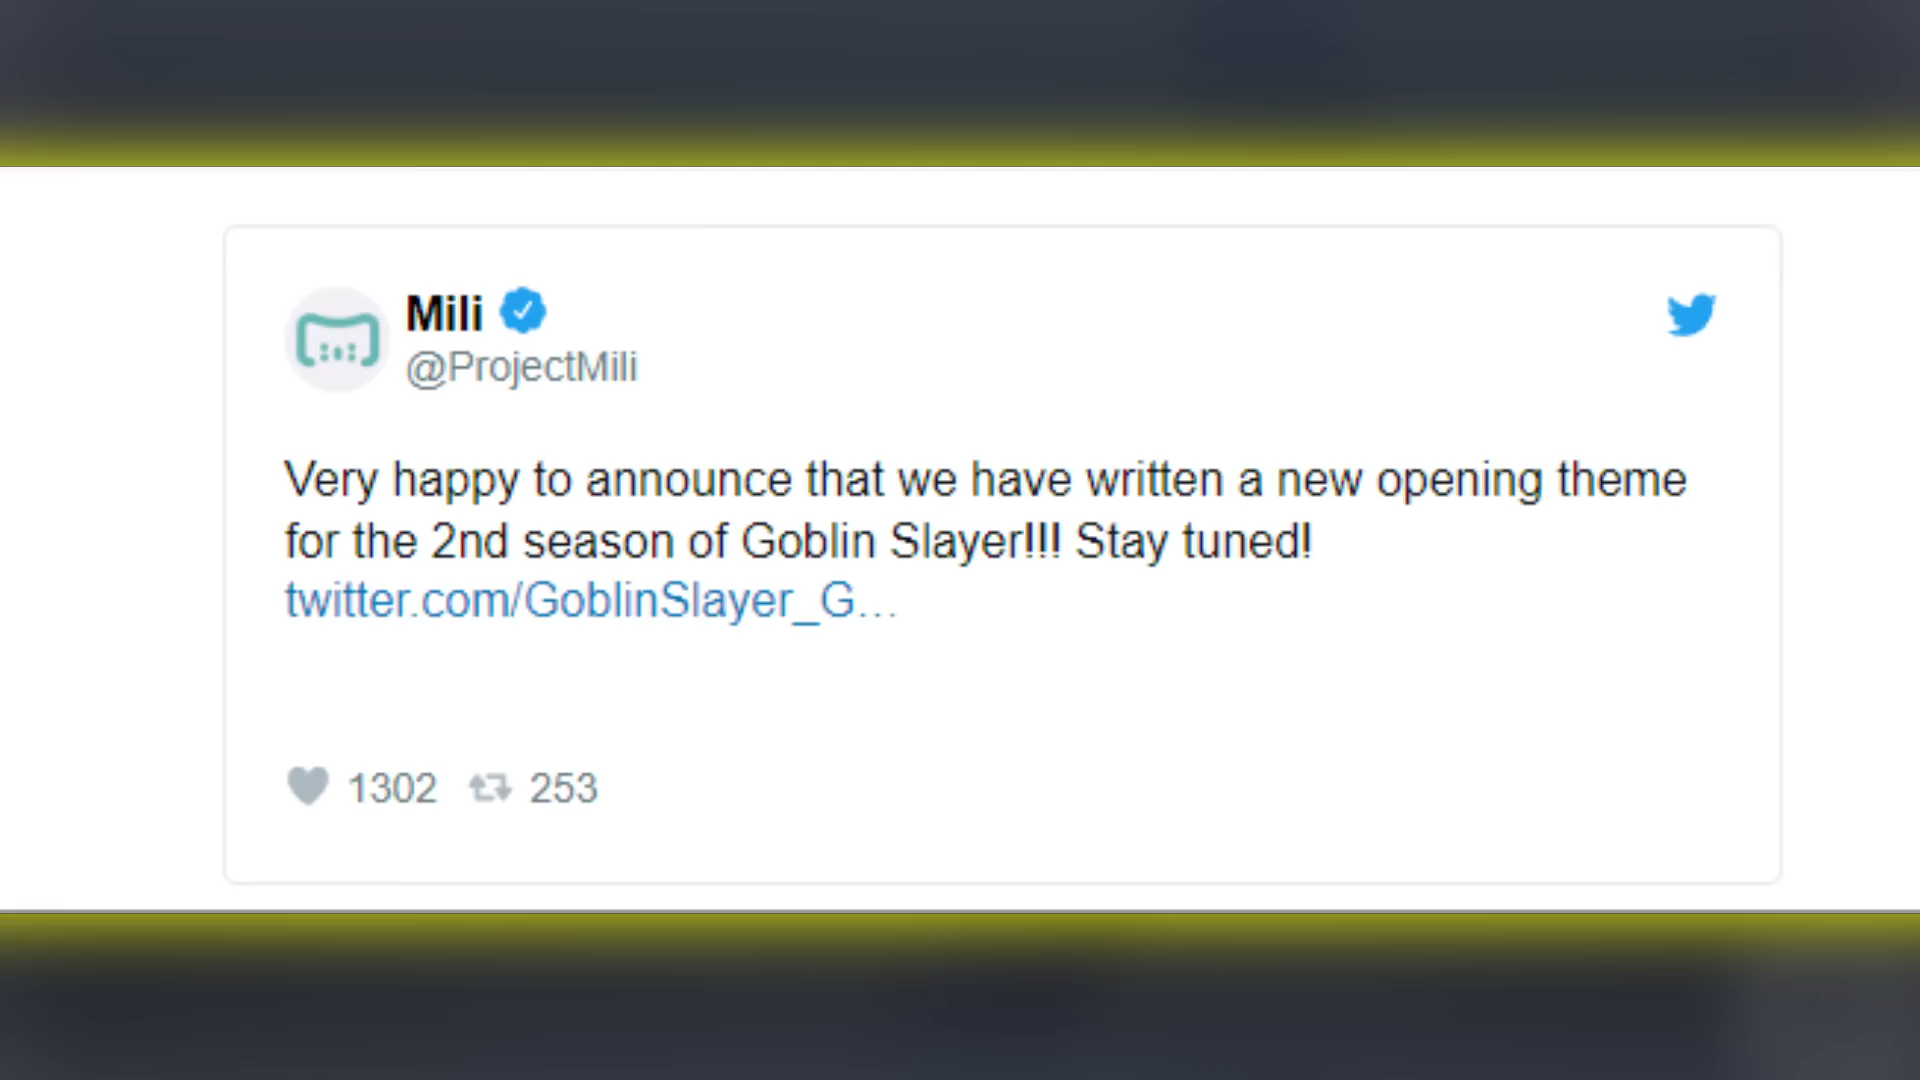 Mili
@ProjectMili
Very happy to announce that we have written a new opening theme
for the 2nd season of Goblin Slayer!!! Stay tuned!
twitter.com/GoblinSlayer_G...
1302 253